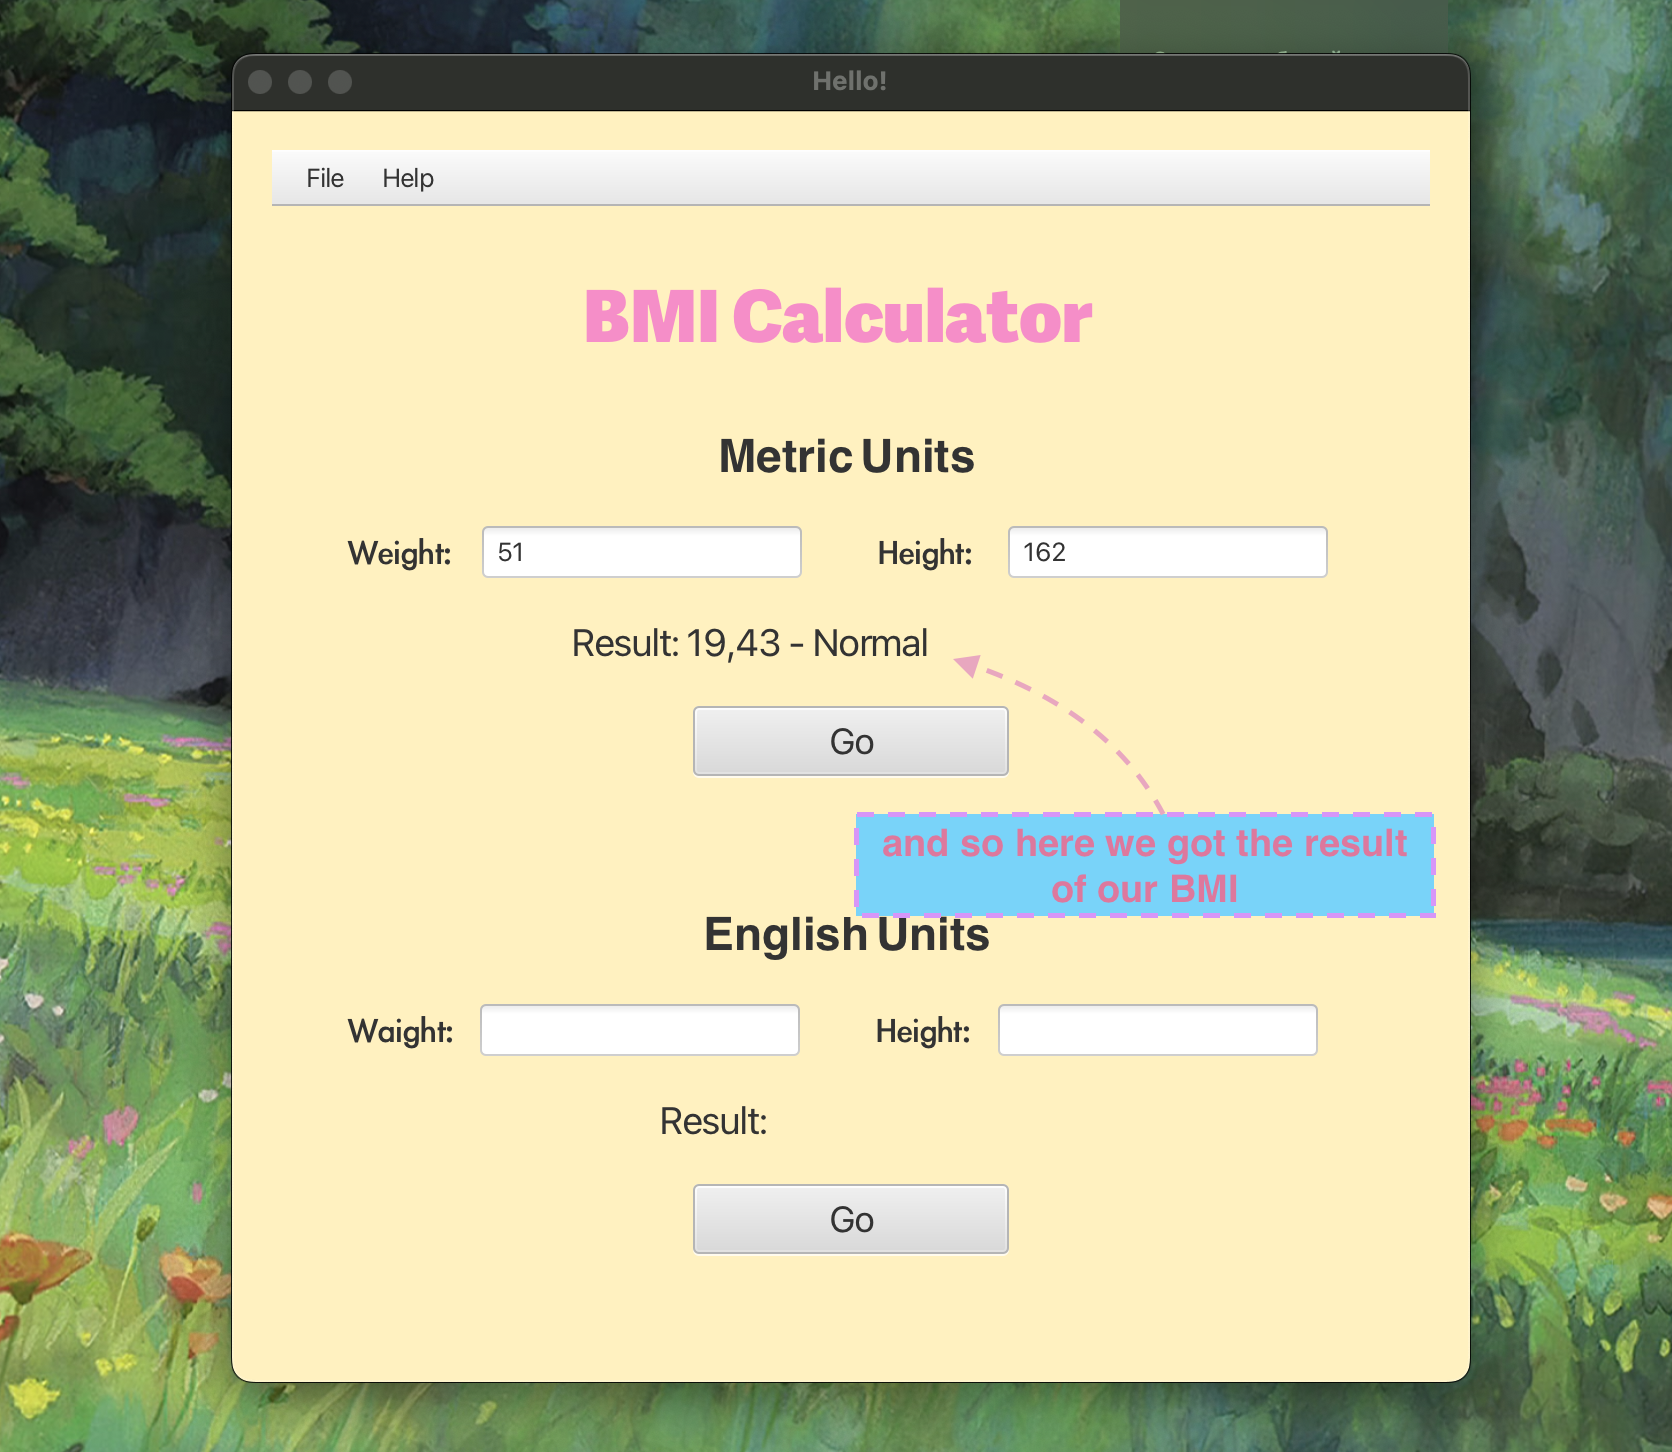 Hello!
File Help
BMI Calculator
Metric Units
Weight: 51 Height: 162
Result: 19,43 - Normal
Go
and so here we got the result
of our BMI
English Units
Waight: Height:
Result:
Go